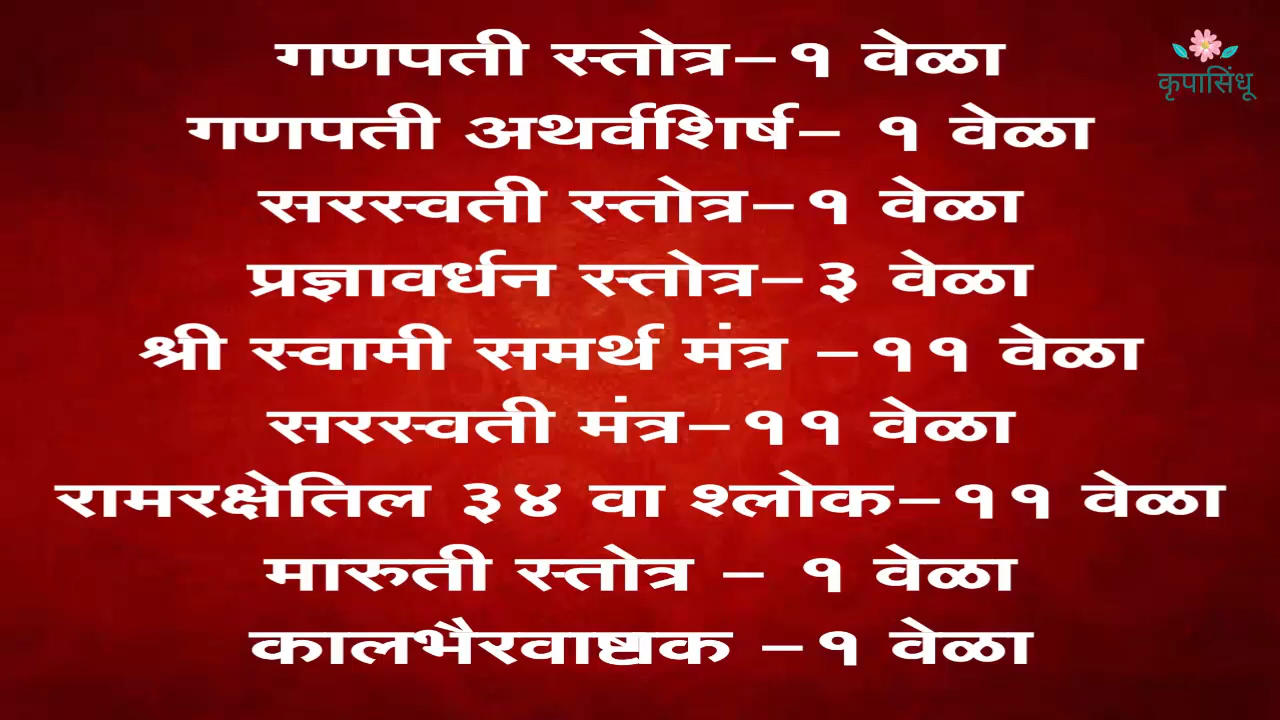 गणपती स्तोत्र–१ वेळा
कृपासिंधू
गणपती अथर्वशिर्ष– १ वेळा
सरस्वती स्तोत्र–१ वेळा
प्रज्ञावर्धन स्तोत्र–३ वेळा
श्री स्वामी समर्थ मंत्र –११ वेळा
सरस्वती मंत्र–११ वेळा
रामरक्षेतिल ३४ वा श्लोक–११ वेळा
मारुती स्तोत्र – १ वेळा
कालभैरवाष्टाक –१ वेळा